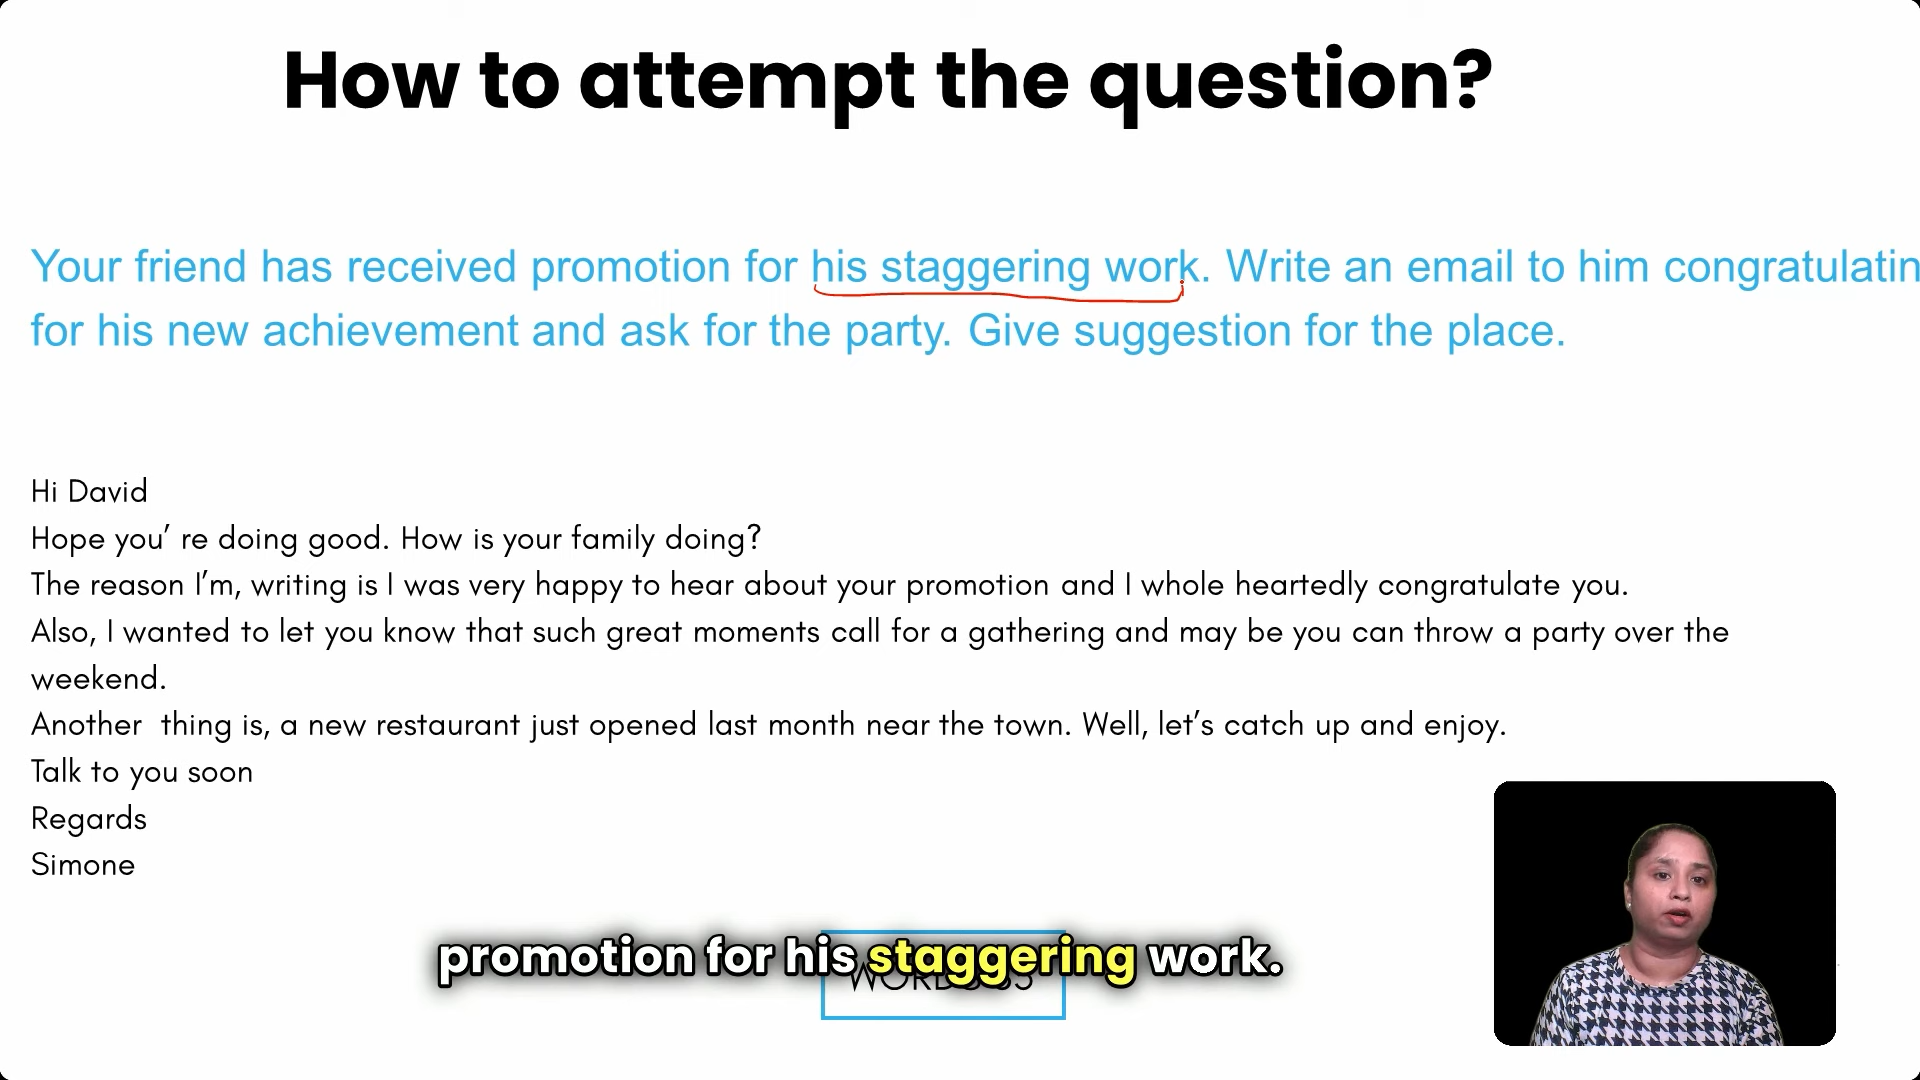 How to attempt the question?
Your friend has received promotion for his staggering work. Write an email to him congratulatin
for his new achievement and ask for the party. Give suggestion for the place.
Hi David
Hope you’ re doing good. How is your family doing?
The reason I’m, writing is I was very happy to hear about your promotion and I whole heartedly congratulate you.
Also, I wanted to let you know that such great moments call for a gathering and may be you can throw a party over the
weekend.
Another  thing is, a new restaurant just opened last month near the town. Well, let’s catch up and enjoy.
Talk to you soon
Regards
Simone
promotion for his staggering work.